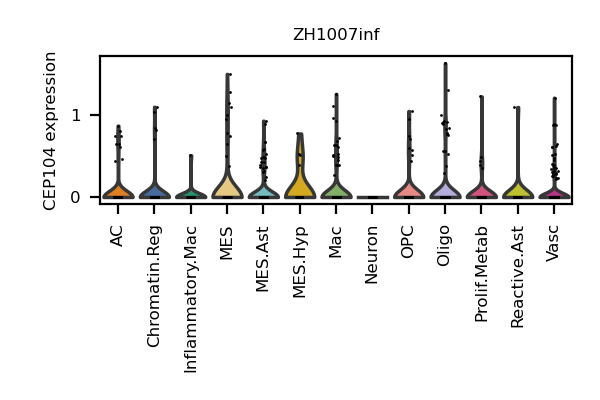 ZH1007inf
CEP104 expression
1
0
AC
Chromatin.Reg
Inflammatory.Mac
MES
MES.Ast
MES.Hyp
Mac
Neuron
OPC
Oligo
Prolif.Metab
Reactive.Ast
Vasc